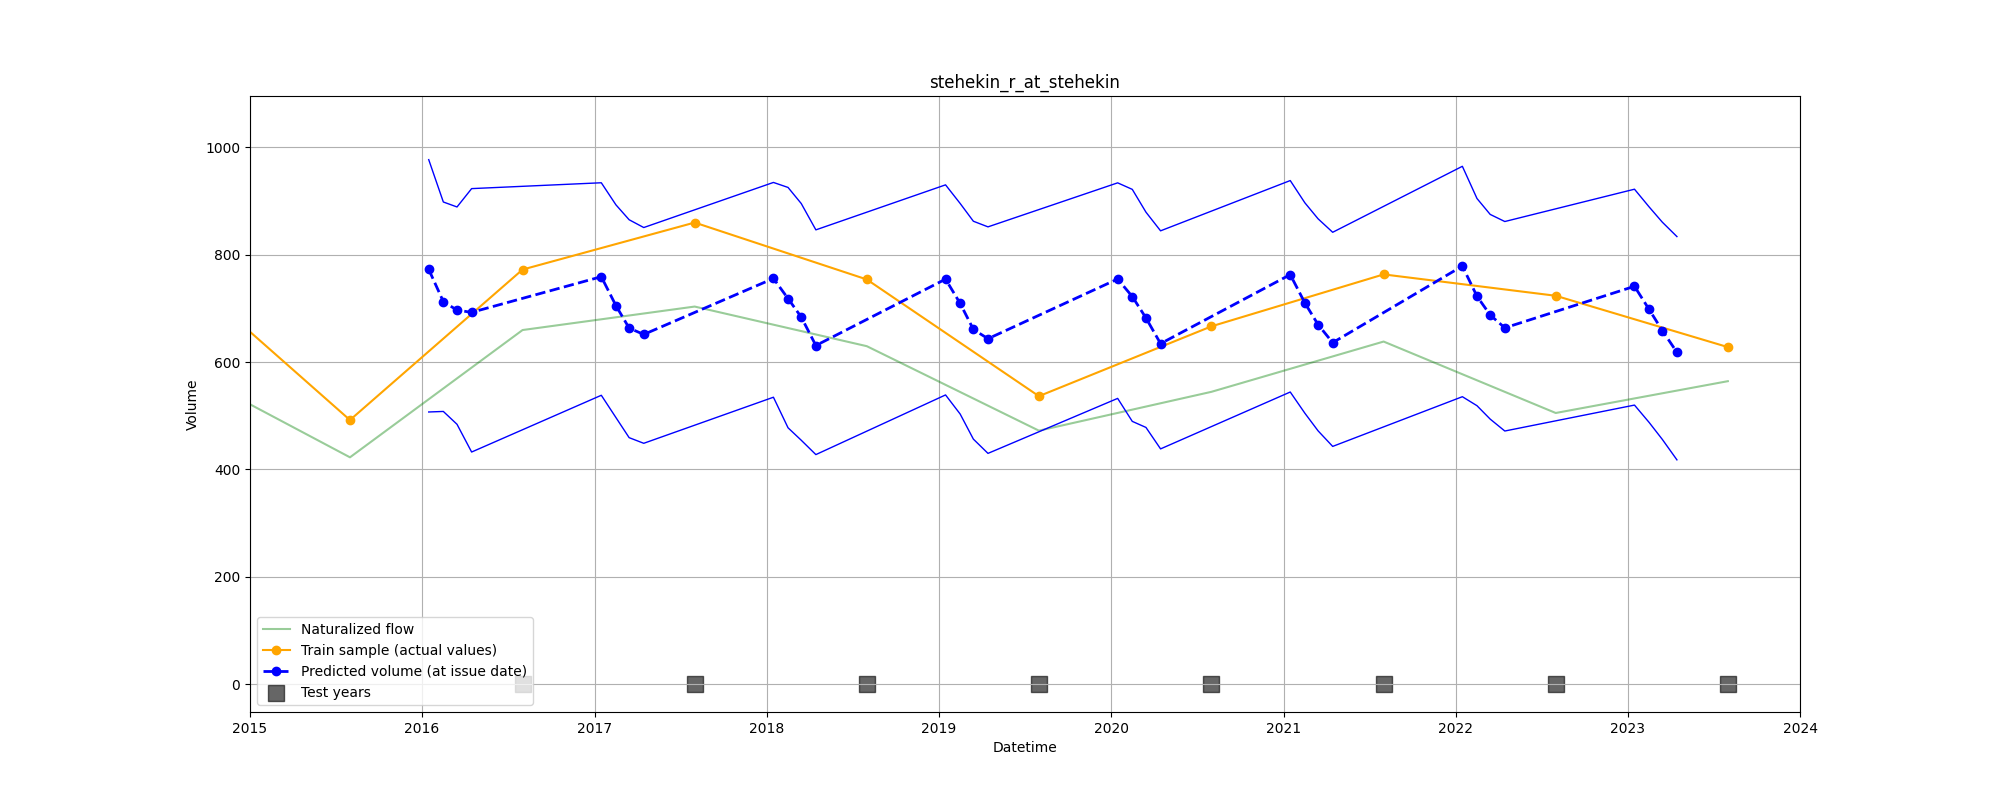 stehekin_r_at_stehekin
1000
800
600
400
200
0
Volume
Naturalized flow
Train sample (actual values)
Predicted volume (at issue date)
Test years
2015 2016 2017 2018 2019 2020 2021 2022 2023 2024
Datetime